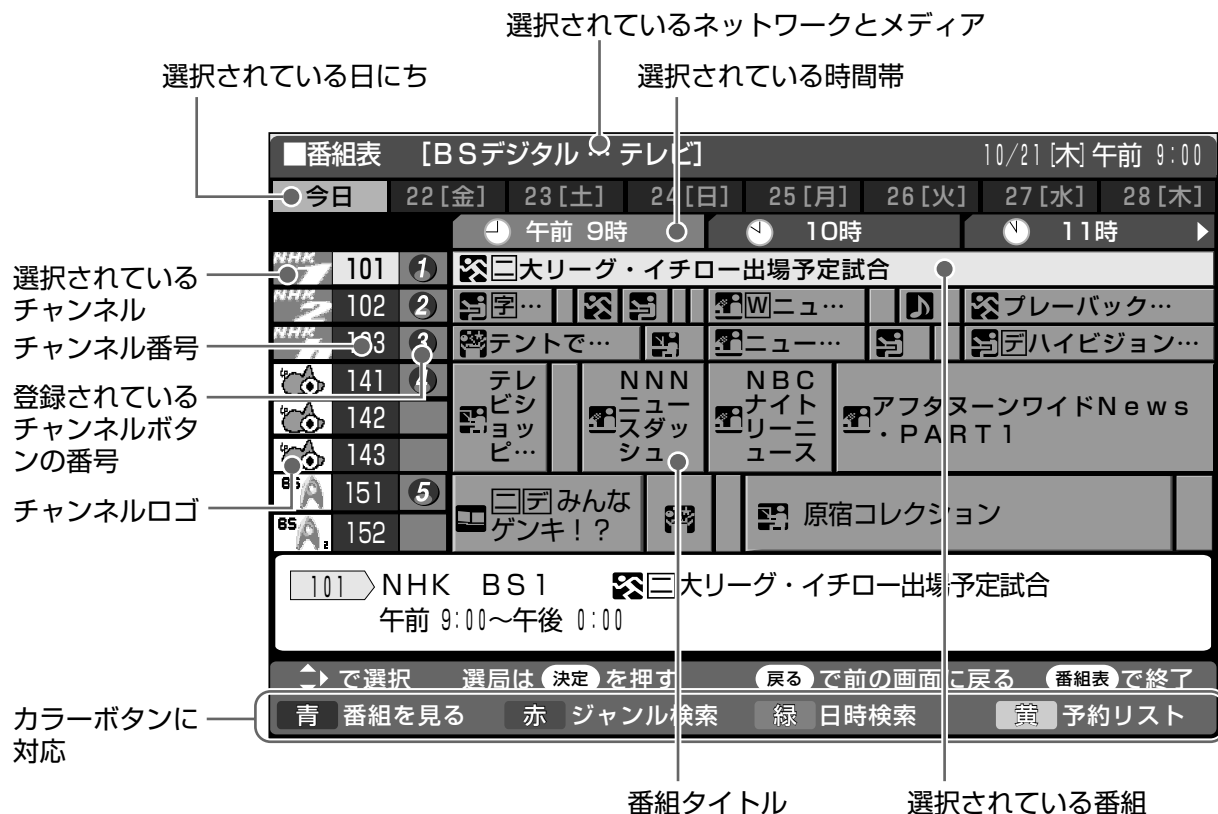 選択されているネットワークとメディア
選択されている日にち
選択されている時間帯
■番組表 [BSデジタル … テレビ] 10/21[木]午前 9:00
今日 22[金] 23[土] 24[日] 25[月] 26[火] 27[水] 28[木]
午前 9時 10時 11時
選択されている
チャンネル
チャンネル番号
登録されている
チャンネルボタ
ンの番号
チャンネルロゴ
NHK 101 1 二大リーグ・イチロー出場予定試合
NHK 2 102 2 字… Wニュ… プレーバック…
NHK 103 3 テントで… ニュー… デハイビジョン…
141 4
142
143
テレ
ビシ
ョッ
ピ…
NNN
ニュー
スダッ
シュ
NBC
ナイト
リーニ
ュース
アフタヌーンワイドNews
・PART1
BS A 151 5
BS A 2 152
二デみんな
ゲンキ!?
原宿コレクション
101 NHK BS1 二大リーグ・イチロー出場予定試合
午前 9:00〜午後 0:00
で選択 選局は 決定 を押す 戻る で前の画面に戻る 番組表 で終了
カラーボタンに
対応
青 番組を見る 赤 ジャンル検索 緑 日時検索 黄 予約リスト
番組タイトル
選択されている番組